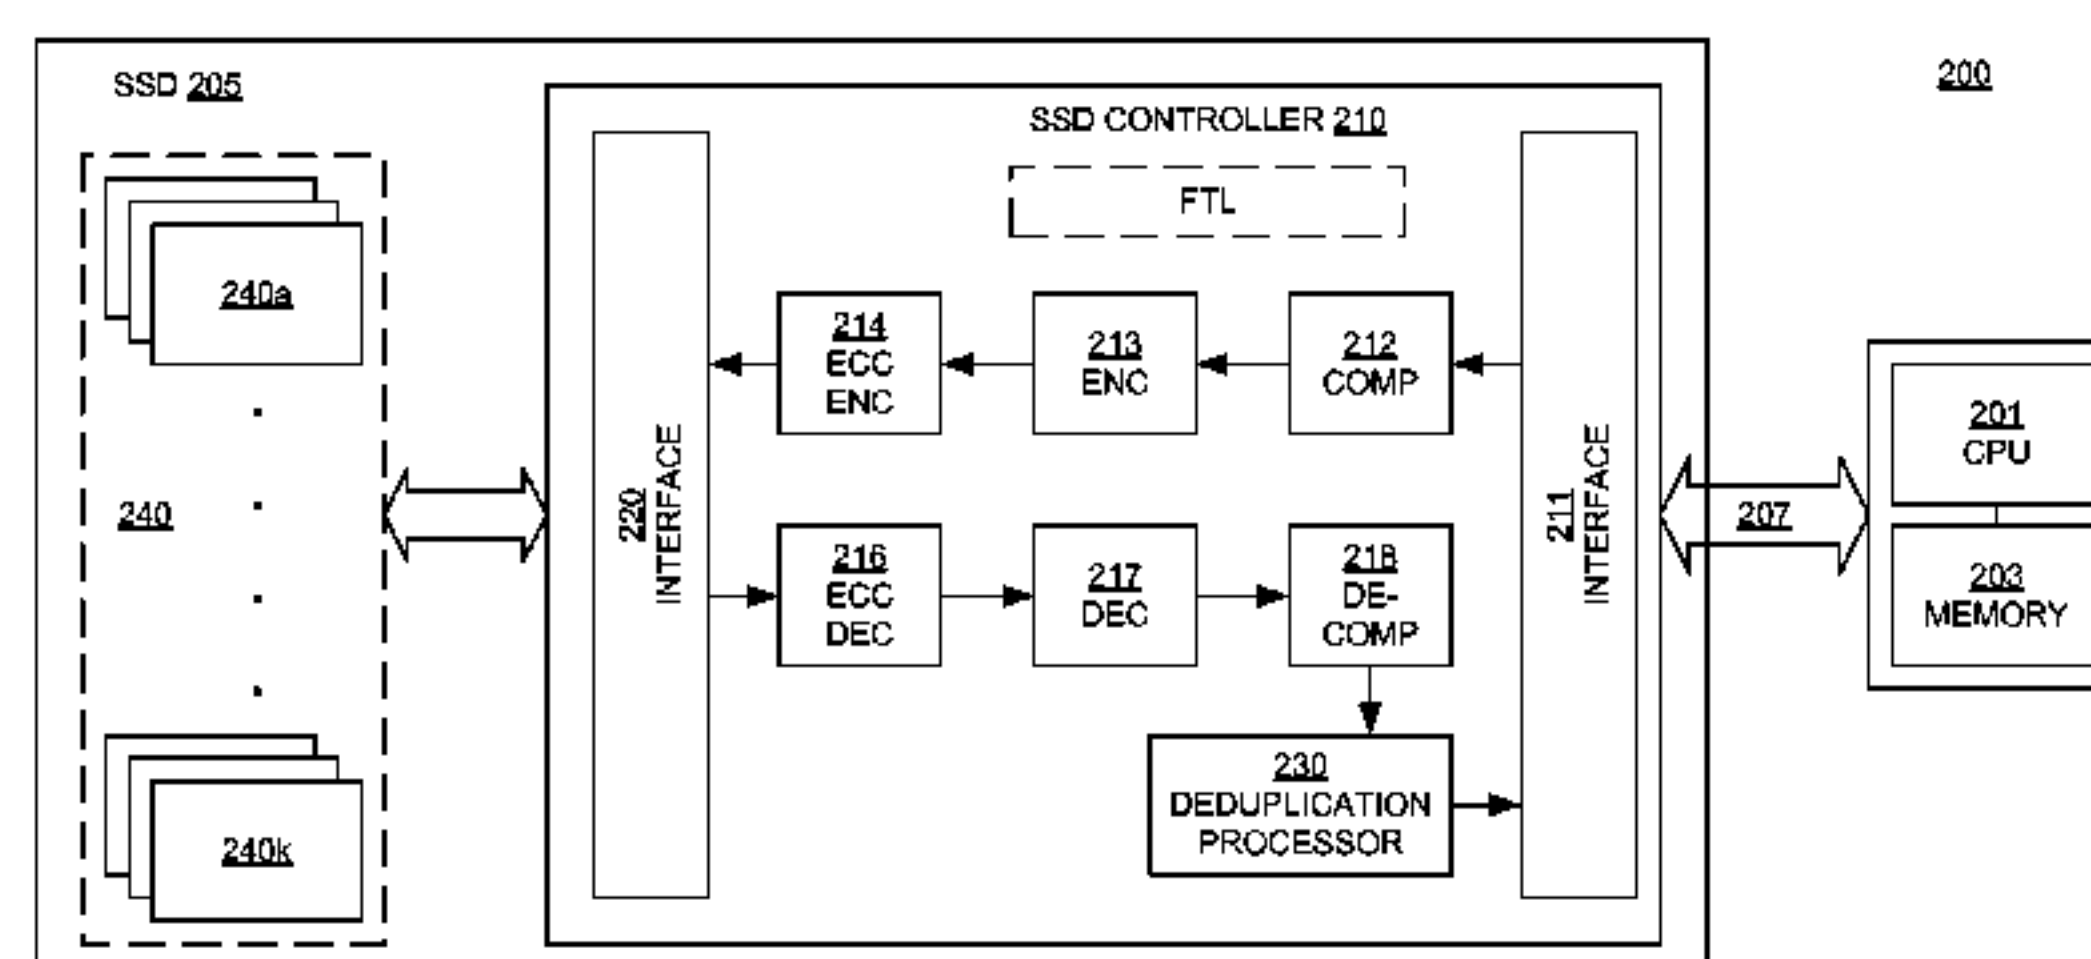 SSD 205
200
SSD CONTROLLER 210
FTL
240a
214
ECC
ENC
213
ENC
212
COMP
201
CPU
240
220
INTERFACE
211
INTERFACE
207
216
ECC
DEC
217
DEC
218
DE-
COMP
203
MEMORY
230
DEDUPLICATION
PROCESSOR
240k